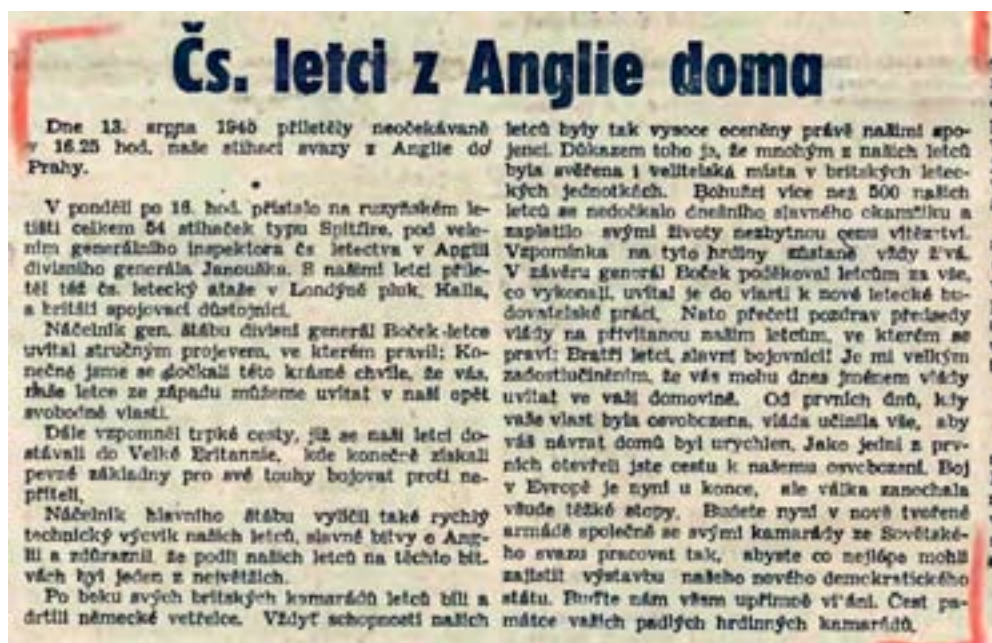 Čs. letci z Anglie doma
Dne 13. srpna 1945 přiletěly neočekávaně
v 16.25 hod. naše stíhací svazy z Anglie do
Prahy.
V pondělí po 16. hod. přistalo na ruzyňském le-
tišti celkem 54 stíhaček typu Spitfire, pod vele-
ním generálního inspektora čs letectva v Anglii
divisního generála Janouška. S našimi letci přile-
těl též čs. letecký ataše v Londýně pluk. Kalla,
a britští spojovací důstojníci.
Náčelník gen. štábu divisní generál Boček letce
uvítal stručným projevem, ve kterém pravil: Ko-
nečně jsme se dočkali této krásné chvíle, že vás,
naše letce ze západu můžeme uvítat v naší opět
svobodné vlasti.
Dále vzpomněl trpké cesty, jíž se naši letci do-
stávali do Velké Britannie, kde konečně získali
pevné základny pro své touhy bojovat proti ne-
příteli.
Náčelník hlavního štábu vylíčil také rychlý
technický výcvik našich letců, slavné bitvy o Ang-
lii a zdůraznil, že podíl našich letců na těchto bit-
vách byl jeden z největších.
Po boku svých britských kamarádů letců bili a
drtili německé vetřelce. Vždyť schopnosti našich
letců byly tak vysoce oceněny právě našimi spo-
jenci. Důkazem toho je, že mnohým z našich letců
byla svěřena i velitelská místa v britských letec-
kých jednotkách. Bohužel více než 500 našich
letců se nedočkalo dnešního slavného okamžiku a
zaplatilo svými životy nezbytnou cenu vítězství.
Vzpomínka na tyto hrdiny zůstane vždy živá.
V závěru generál Boček poděkoval letcům za vše,
co vykonali, uvítal je do vlasti k nové letecké bu-
dovatelské práci. Nato přečetl pozdrav předsedy
vlády na přivítanou našim letcům, ve kterém se
praví: Bratři letci, slavní bojovníci! Je mi velkým
zadostiučiněním, že vás mohu dnes jménem vlády
uvítat ve vaší domovině. Od prvních dnů, kdy
vaše vlast byla osvobozena, vláda učinila vše, aby
váš návrat domů byl urychlen. Jako jedni z prv-
ních otevřeli jste cestu k našemu osvobození. Boj
v Evropě je nyní u konce, ale válka zanechala
všude těžké stopy. Budete nyní v nově tvořené
armádě společně se svými kamarády ze Sovětské-
ho svazu pracovat tak, abyste co nejlépe mohli
zajistit výstavbu našeho nového demokratického
státu. Buďte nám všem upřímně vítáni. Čest pa-
mátce vašich padlých hrdinných kamarádů.